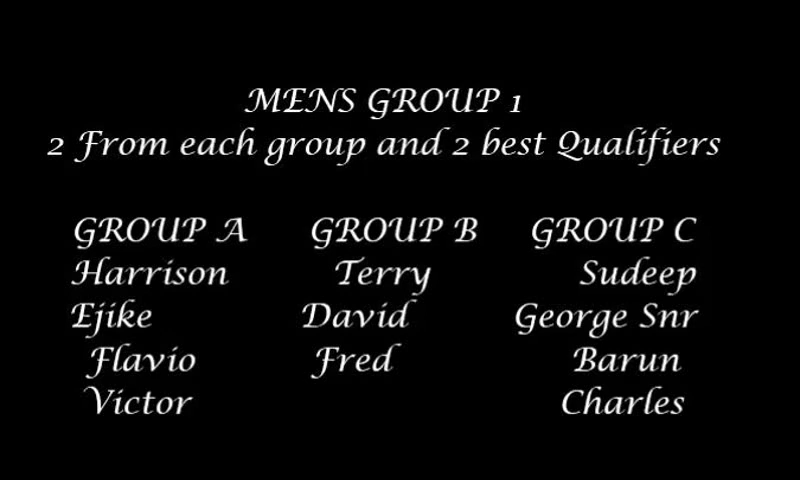 MENS GROUP 1
2 From each group and 2 best Qualifiers
GROUP A GROUP B GROUP C
Harrison Terry Sudeep
Ejike David George Snr
Flavio Fred Barun
Victor Charles